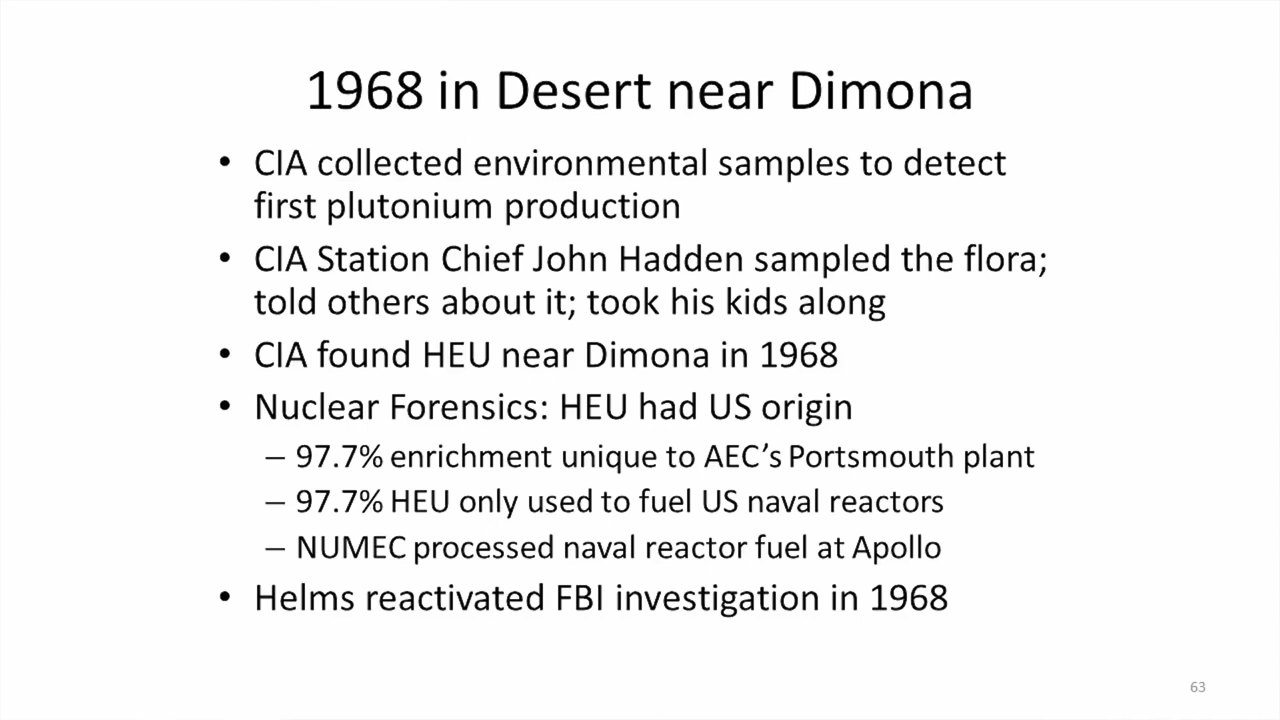 1968 in Desert near Dimona
• CIA collected environmental samples to detect
first plutonium production
• CIA Station Chief John Hadden sampled the flora;
told others about it; took his kids along
• CIA found HEU near Dimona in 1968
• Nuclear Forensics: HEU had US origin
– 97.7% enrichment unique to AEC’s Portsmouth plant
– 97.7% HEU only used to fuel US naval reactors
– NUMEC processed naval reactor fuel at Apollo
• Helms reactivated FBI investigation in 1968
63